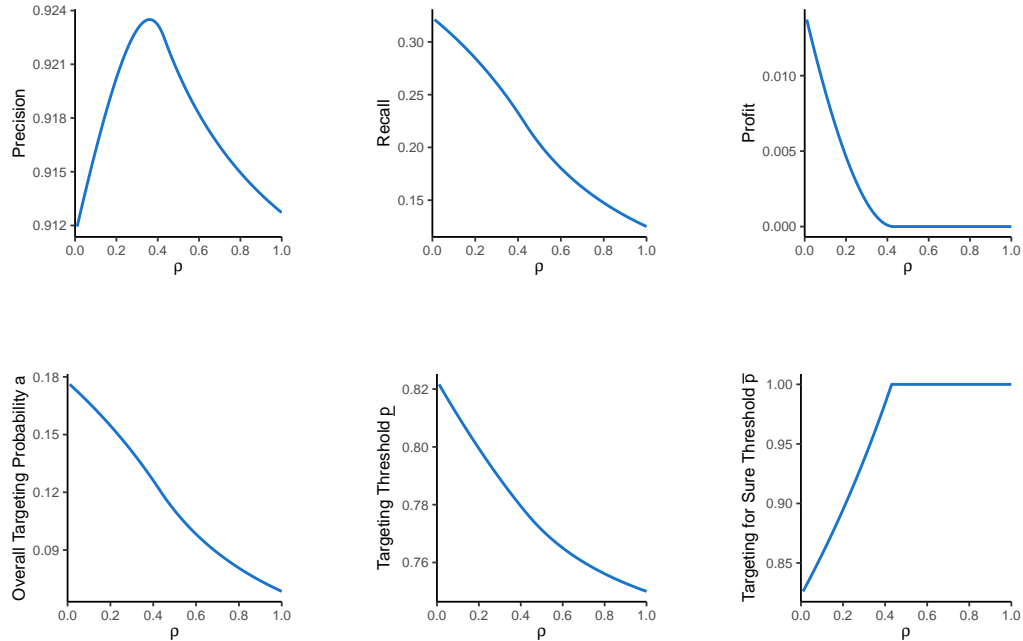 Precision
0.924
0.921
0.918
0.915
0.912
0.0 0.2 0.4 0.6 0.8 1.0
ρ
Recall
0.30
0.25
0.20
0.15
0.0 0.2 0.4 0.6 0.8 1.0
ρ
Profit
0.010
0.005
0.000
0.0 0.2 0.4 0.6 0.8 1.0
ρ
Overall Targeting Probability a
0.18
0.15
0.12
0.09
0.0 0.2 0.4 0.6 0.8 1.0
ρ
Targeting Threshold p̲
0.82
0.80
0.78
0.76
0.0 0.2 0.4 0.6 0.8 1.0
ρ
Targeting for Sure Threshold p̅
1.00
0.95
0.90
0.85
0.0 0.2 0.4 0.6 0.8 1.0
ρ